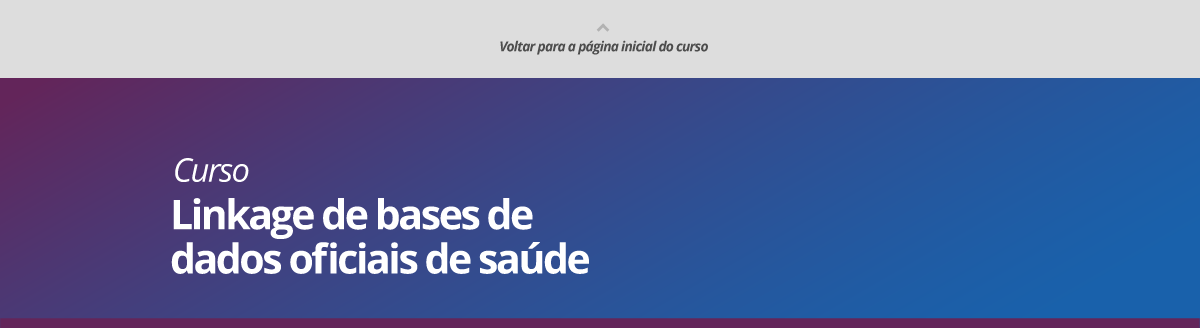 Voltar para a página inicial do curso
Curso
Linkage de bases de
dados oficiais de saúde